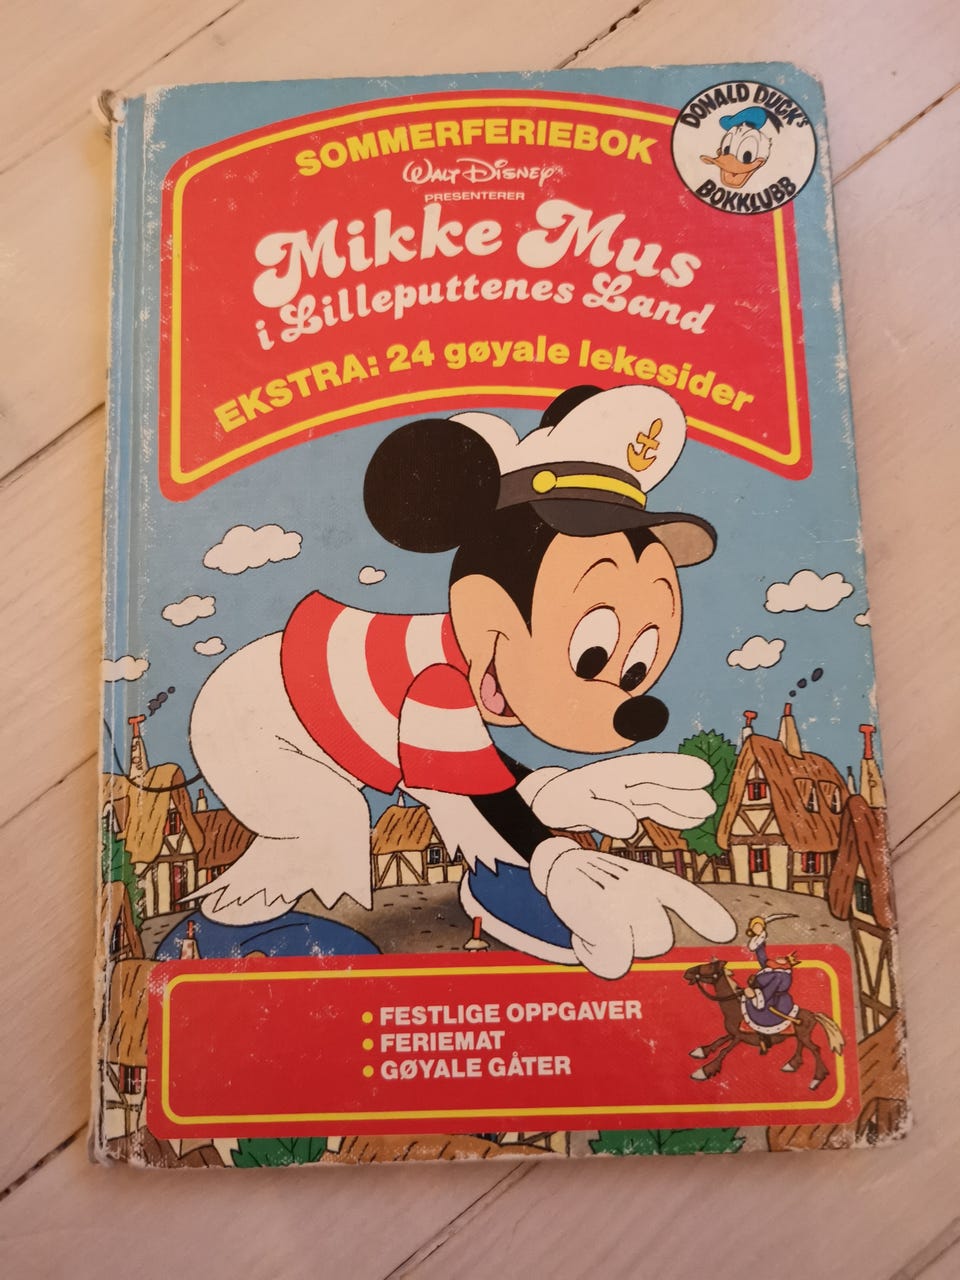 SOMMERFERIEBOK
DONALD DUCK's
BOKKLUBB
WALT DISNEY
PRESENTERER
Mikke Mus
i Lilleputtenes Land
EKSTRA: 24 gøyale lekesider
• FESTLIGE OPPGAVER
• FERIEMAT
• GØYALE GÅTER